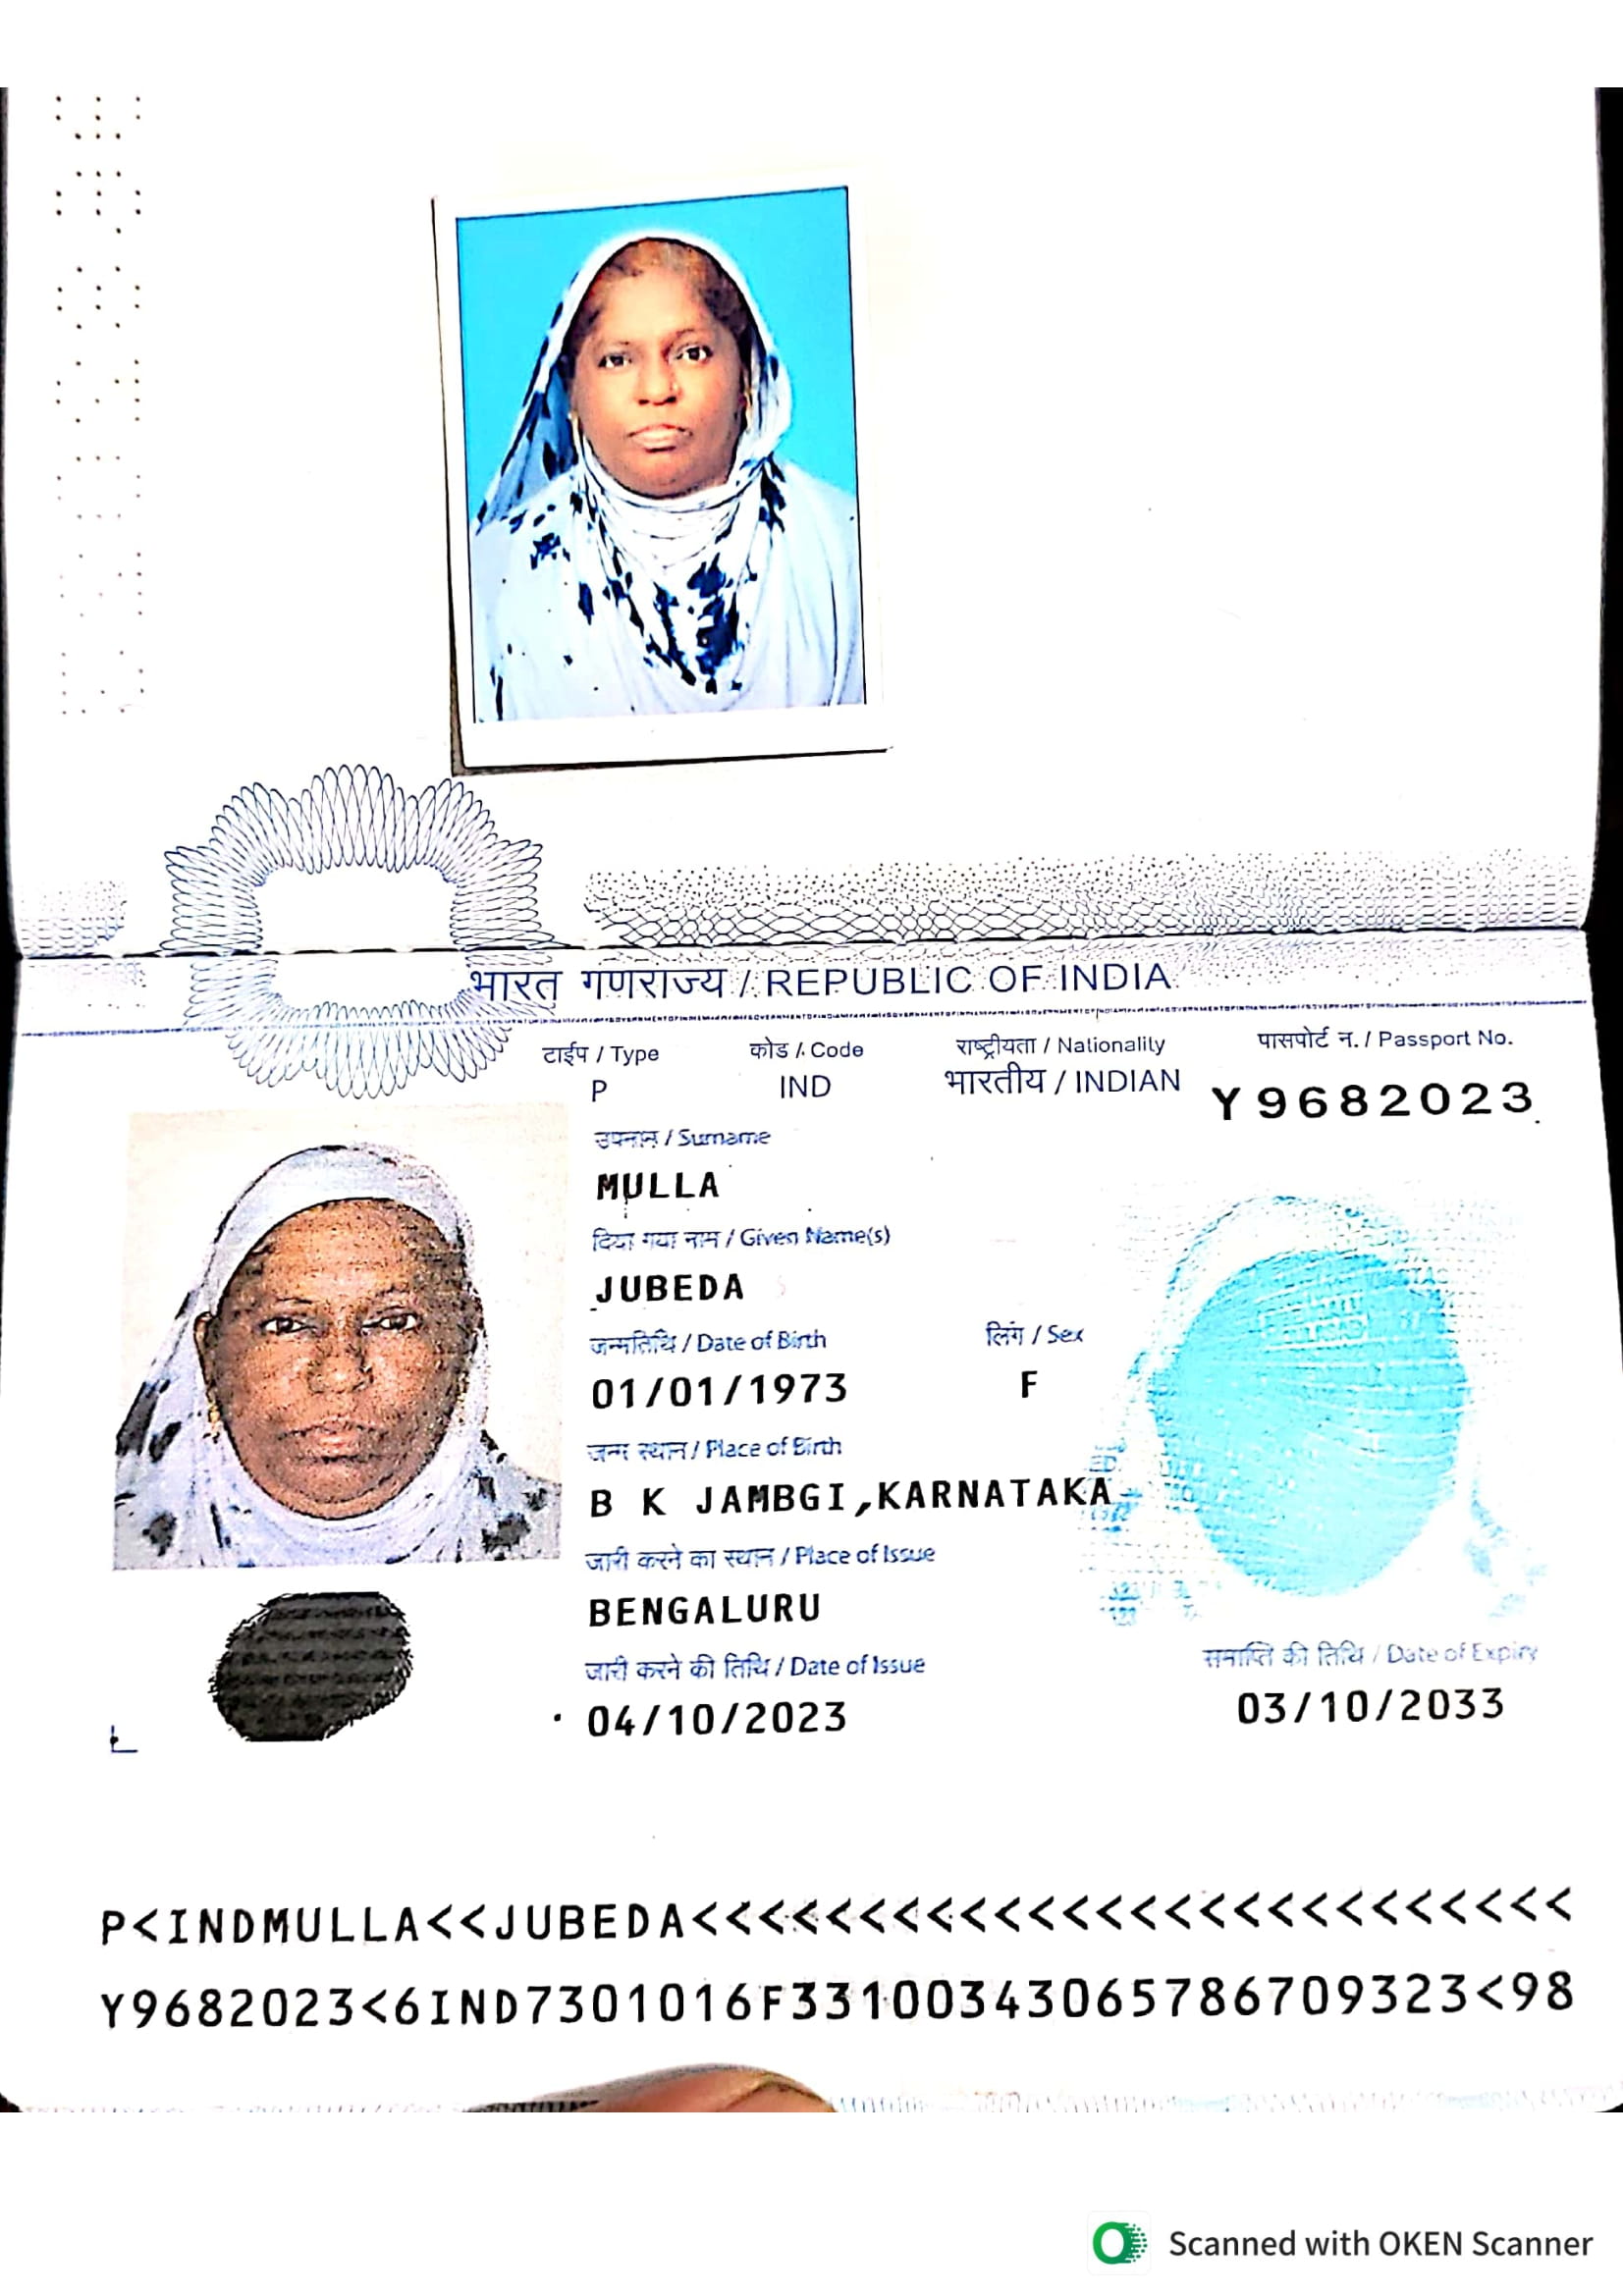 भारत गणराज्य / REPUBLIC OF INDIA
टाईप / Type
P
कोड / Code
IND
राष्ट्रीयता / Nationality
भारतीय / INDIAN
पासपोर्ट न. / Passport No.
Y9682023
उपनाम / Surname
MULLA
दिया गया नाम / Given Name(s)
JUBEDA
जन्मतिथि / Date of Birth
01/01/1973
लिंग / Sex
F
जन्म स्थान / Place of Birth
B K JAMBGI,KARNATAKA
जारी करने का स्थान / Place of Issue
BENGALURU
जारी करने की तिथि / Date of Issue
04/10/2023
समाप्ति की तिथि / Date of Expiry
03/10/2033
P<INDMULLA<<JUBEDA<<<<<<<<<<<<<<<<<<<<<<<<<<
Y9682023<6IND7301016F33100343065786709323<98
Scanned with OKEN Scanner